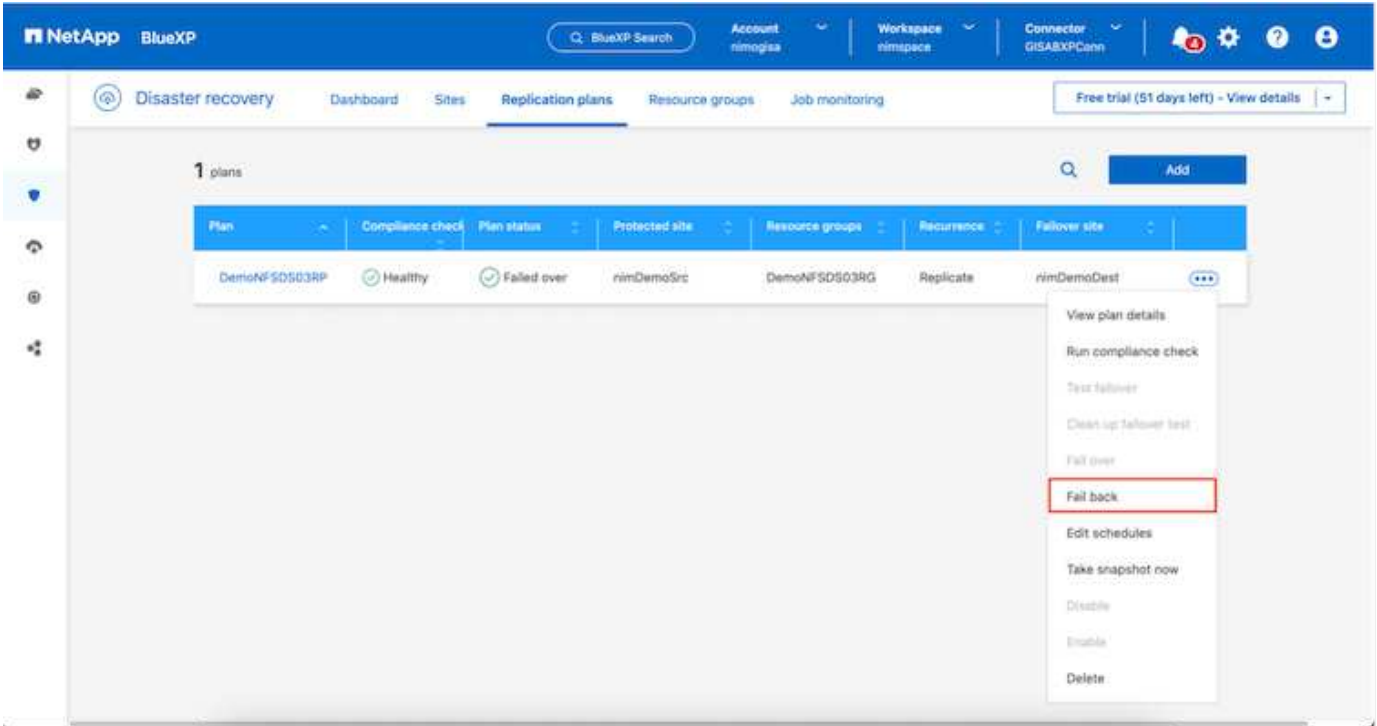 NetApp BlueXP
BlueXP Search
Account
nimogisa
Workspace
nimspace
Connector
GISABXPConn
4
Disaster recovery
Dashboard
Sites
Replication plans
Resource groups
Job monitoring
Free trial (51 days left) - View details
1 plans
Add
Plan
Compliance check
Plan status
Protected site
Resource groups
Recurrence
Failover site
DemoNFSDS03RP
Healthy
Failed over
nimDemoSrc
DemoNFSDS03RG
Replicate
nimDemoDest
View plan details
Run compliance check
Test failover
Clean up failover test
Fail over
Fail back
Edit schedules
Take snapshot now
Disable
Enable
Delete